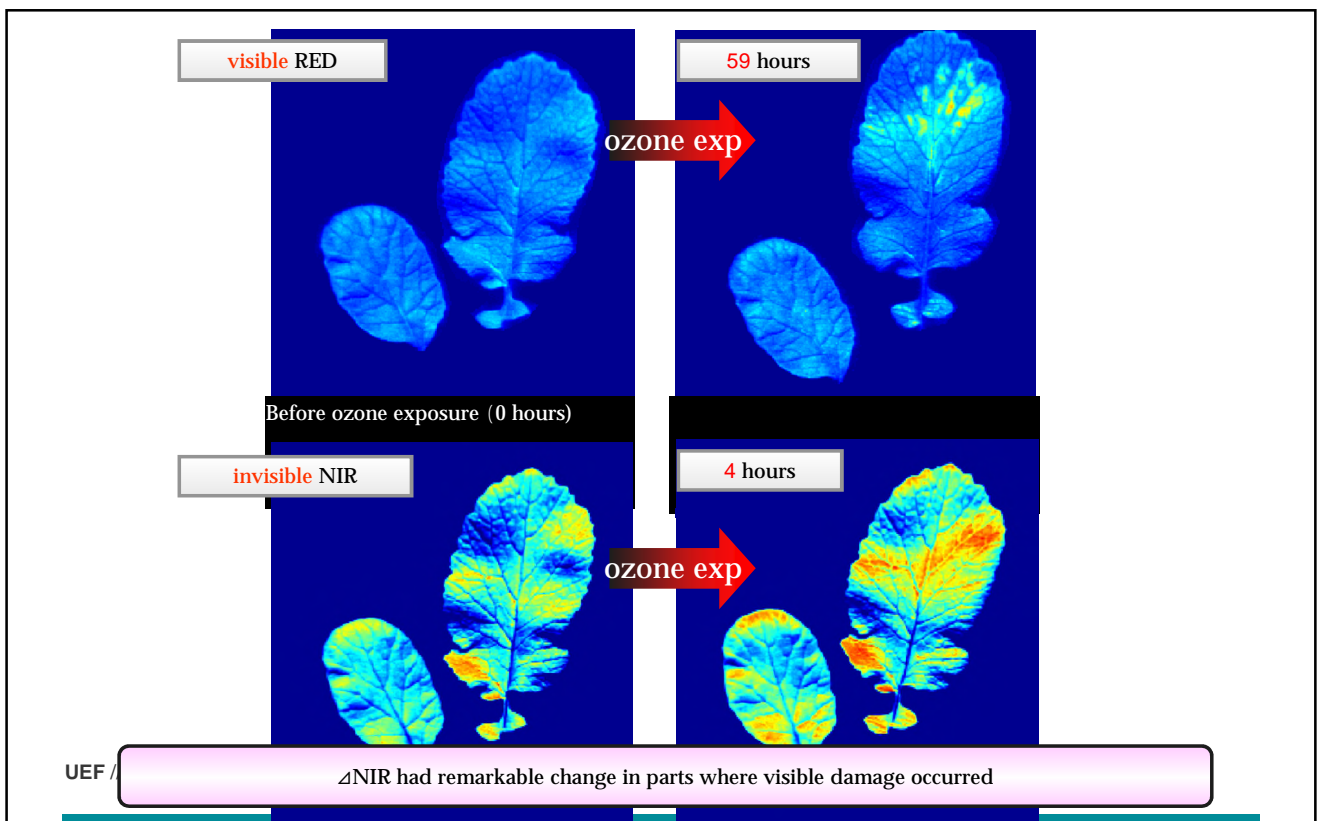 visible RED
59 hours
ozone exp
Before ozone exposure (0 hours)
invisible NIR
4 hours
ozone exp
UEF //
⊿NIR had remarkable change in parts where visible damage occurred